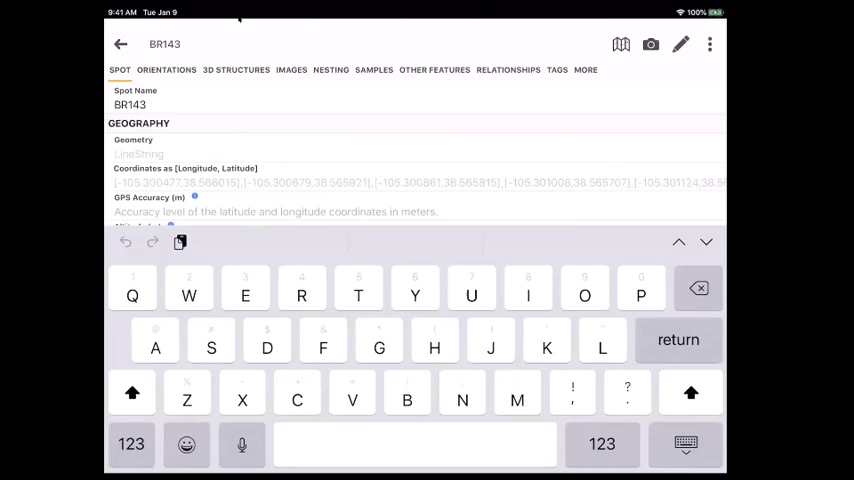 9:41 AM Tue Jan 9 100%
BR143
SPOT ORIENTATIONS 3D STRUCTURES IMAGES NESTING SAMPLES OTHER FEATURES RELATIONSHIPS TAGS MORE
Spot Name
BR143
GEOGRAPHY
Geometry
LineString
Coordinates as [Longitude, Latitude]
[-105.300477,38.566015],[-105.300679,38.565921],[-105.300861,38.565815],[-105.301008,38.565707],[-105.301124,38.56
GPS Accuracy (m)
Accuracy level of the latitude and longitude coordinates in meters.
1 2 3 4 5 6 7 8 9 0
Q W E R T Y U I O P
@ # $ & * ( ) ' "
A S D F G H J K L return
% - + = / ; : ! ?
Z X C V B N M , .
123 123